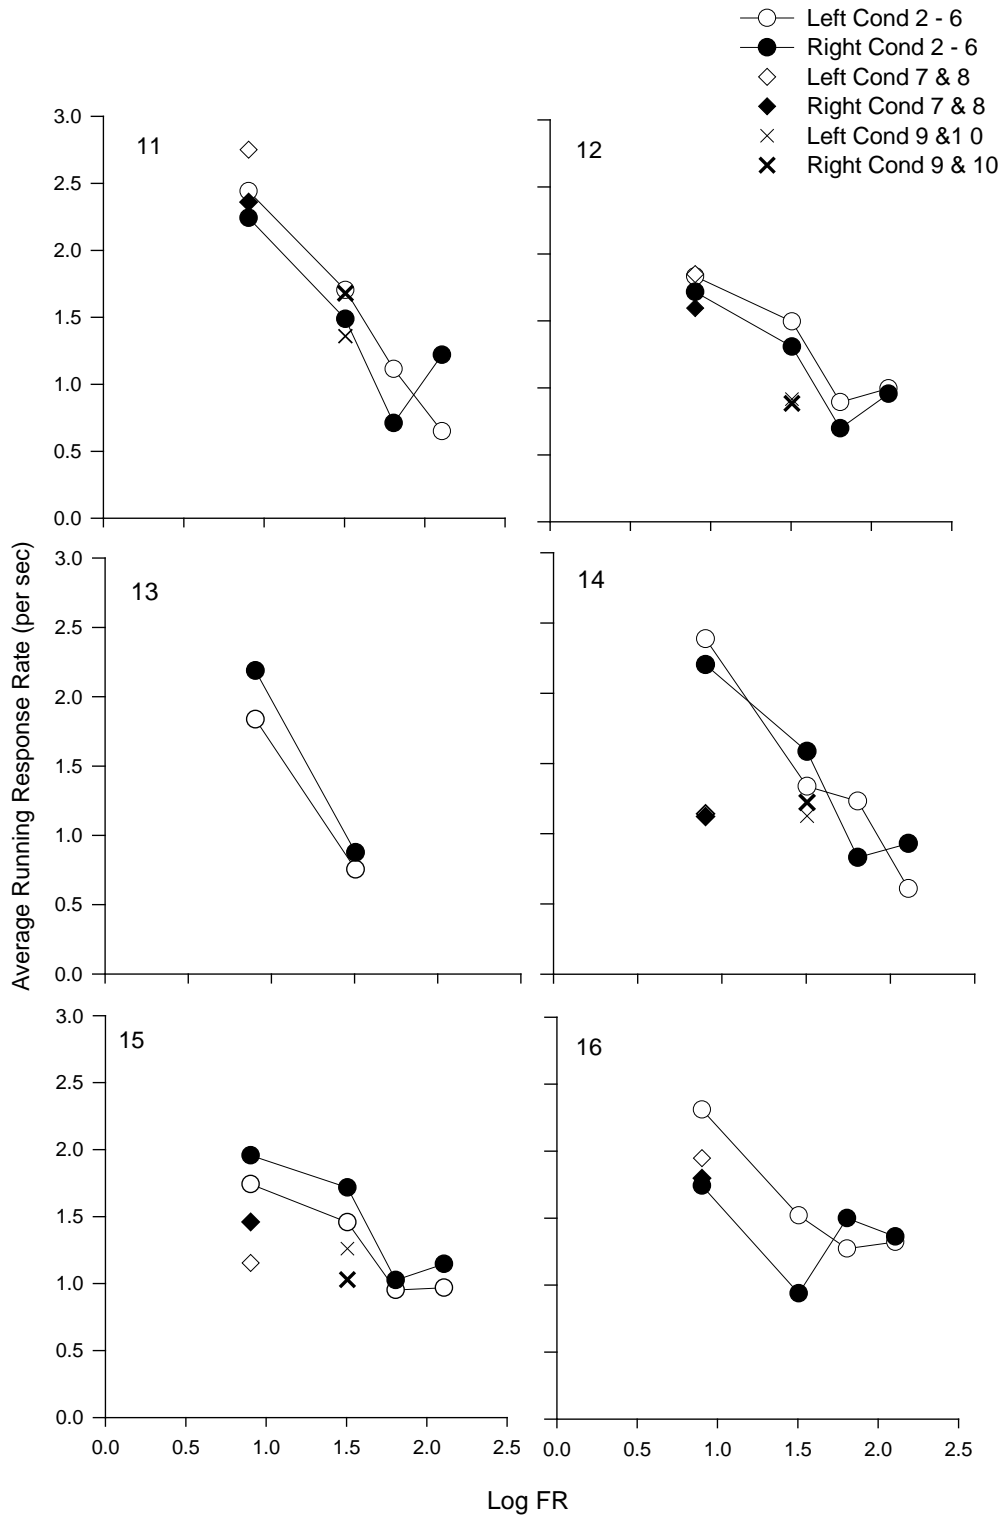 Left Cond 2 - 6
Right Cond 2 - 6
Left Cond 7 & 8
Right Cond 7 & 8
Left Cond 9 &1 0
Right Cond 9 & 10
11
3.0
2.5
2.0
1.5
1.0
0.5
0.0
12
Average Running Response Rate (per sec)
13
3.0
2.5
2.0
1.5
1.0
0.5
0.0
14
15
3.0
2.5
2.0
1.5
1.0
0.5
0.0
0.0 0.5 1.0 1.5 2.0 2.5
16
0.0 0.5 1.0 1.5 2.0 2.5
Log FR